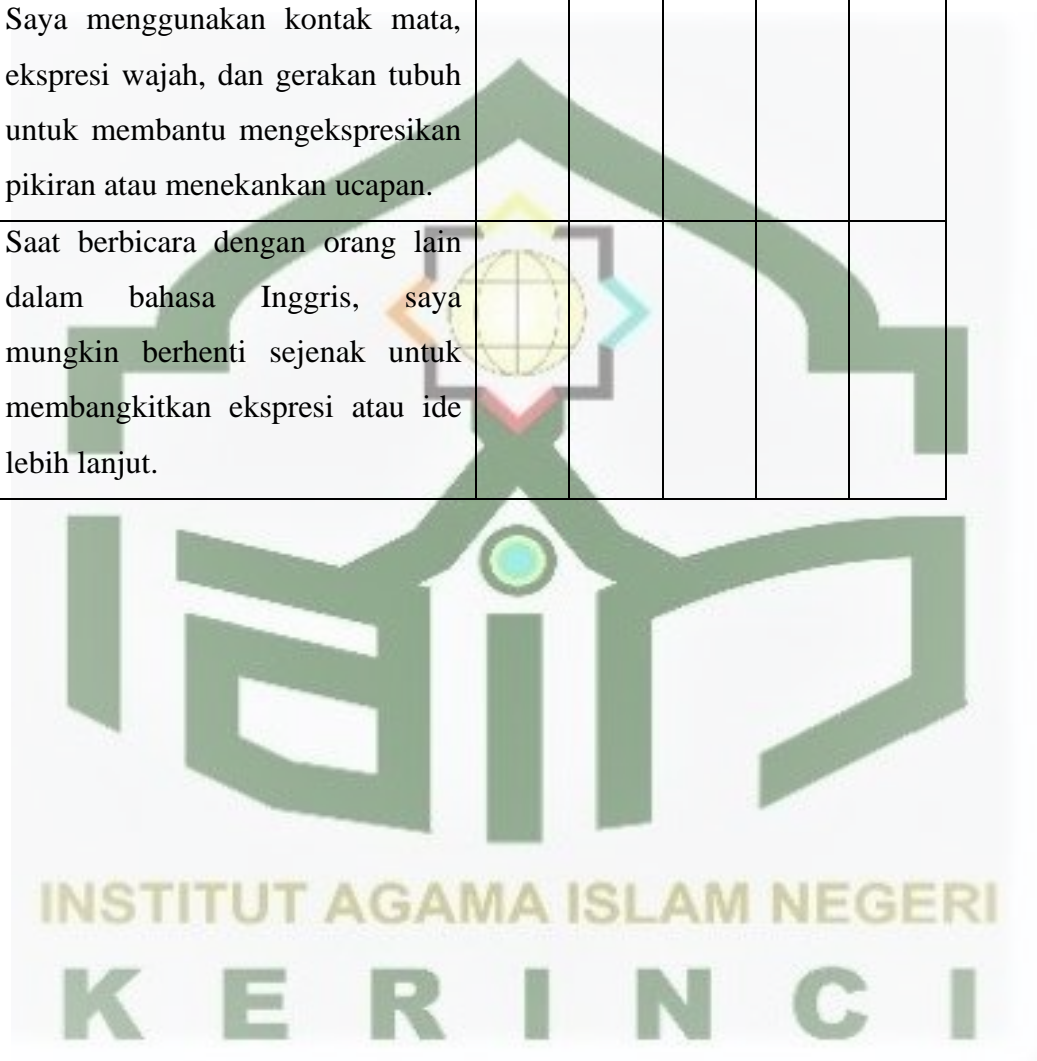 Saya menggunakan kontak mata,
ekspresi wajah, dan gerakan tubuh
untuk membantu mengekspresikan
pikiran atau menekankan ucapan.
Saat berbicara dengan orang lain
dalam bahasa Inggris, saya
mungkin berhenti sejenak untuk
membangkitkan ekspresi atau ide
lebih lanjut.
iain
INSTITUT AGAMA ISLAM NEGERI
KERINCI